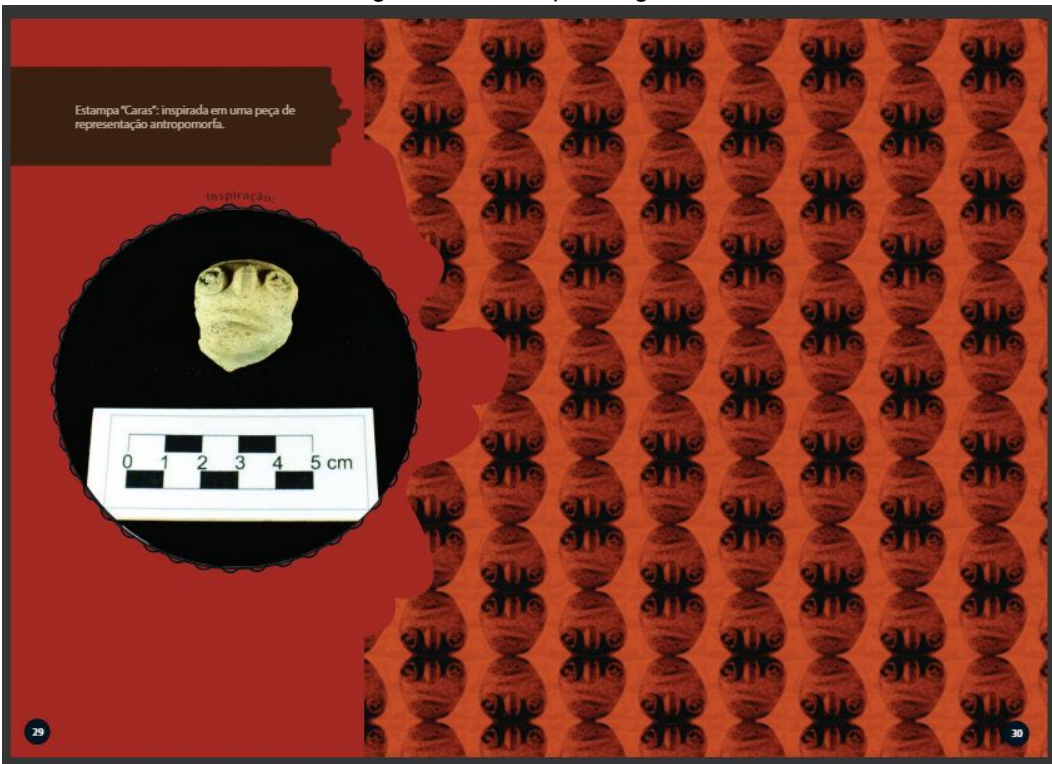 Estampa "Caras": inspirada em uma peça de
representação antropomorfa.
Inspiração:
0 1 2 3 4 5 cm
29
30